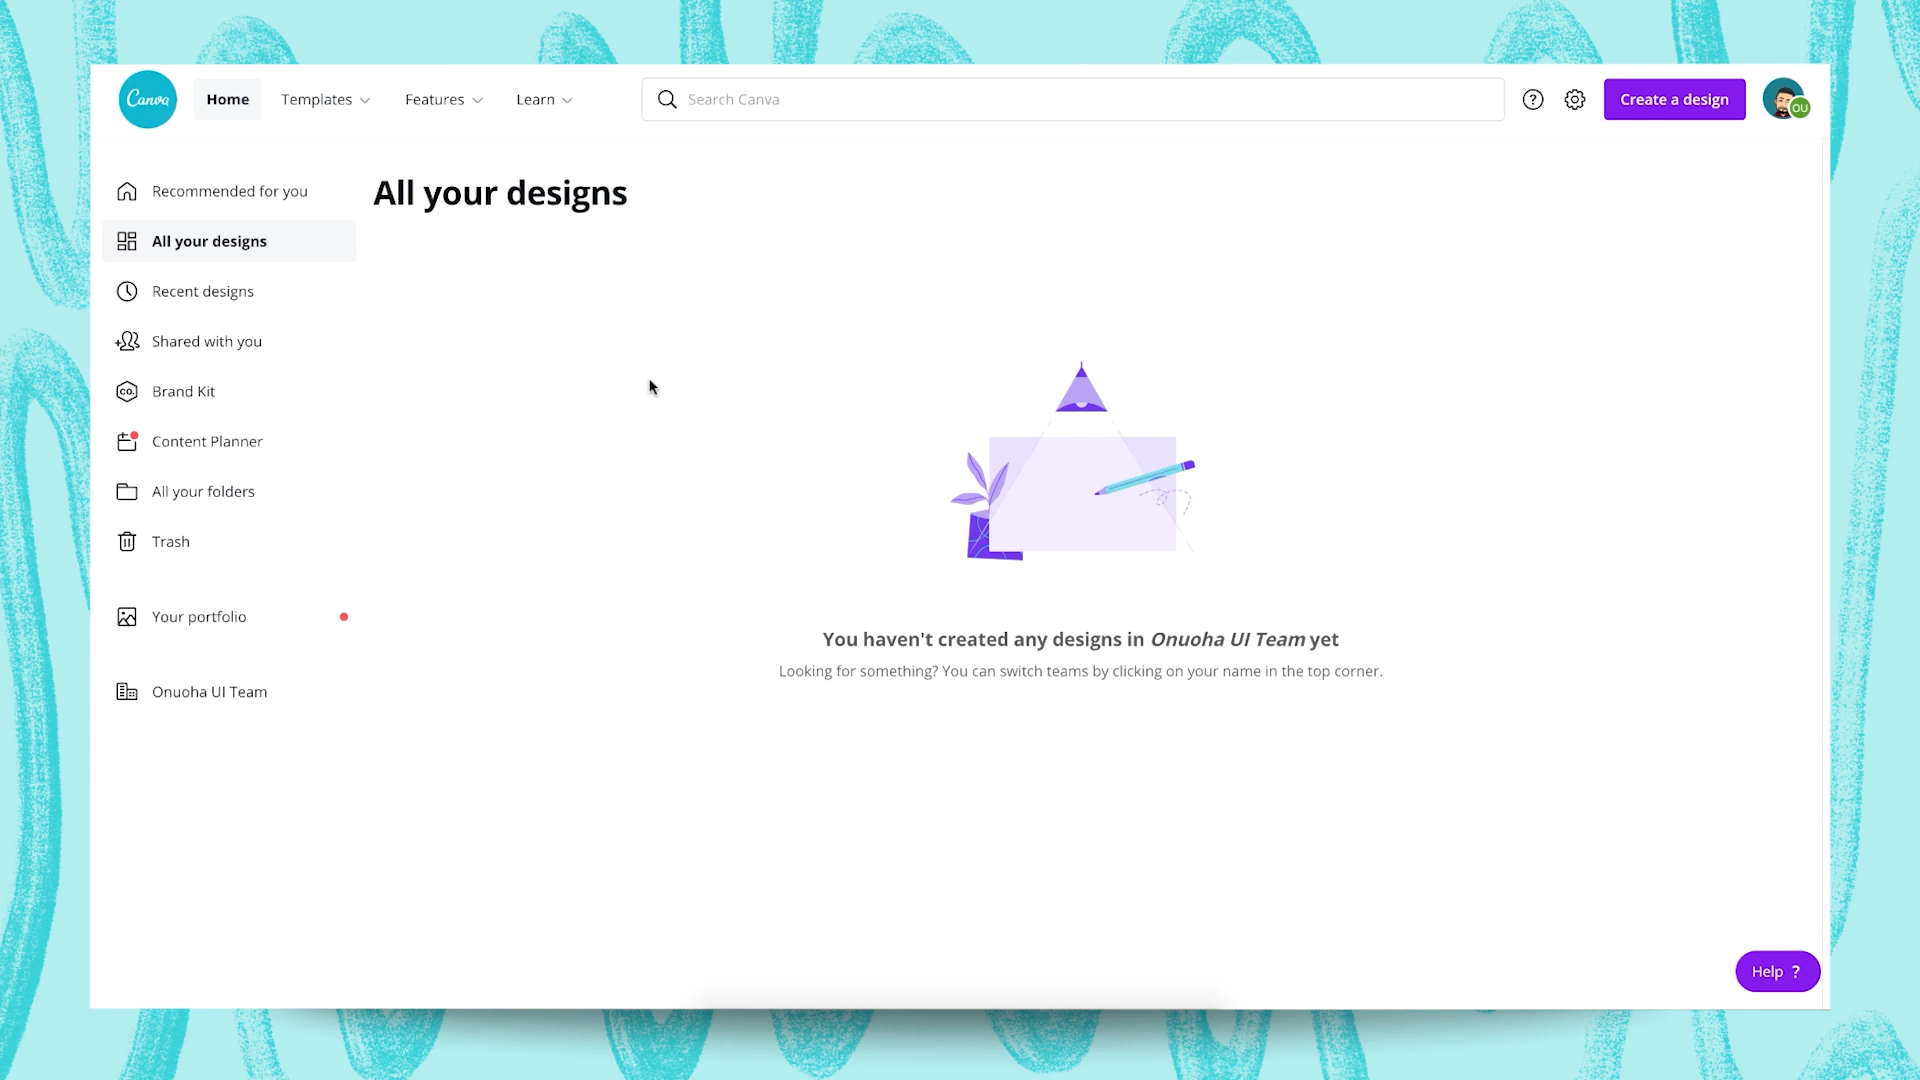 Canva
Home
Templates
Features
Learn
Search Canva
?
Create a design
OU
Recommended for you
All your designs
Recent designs
Shared with you
CO.
Brand Kit
Content Planner
All your folders
Trash
Your portfolio
Onuoha UI Team
All your designs
You haven't created any designs in Onuoha UI Team yet
Looking for something? You can switch teams by clicking on your name in the top corner.
Help ?